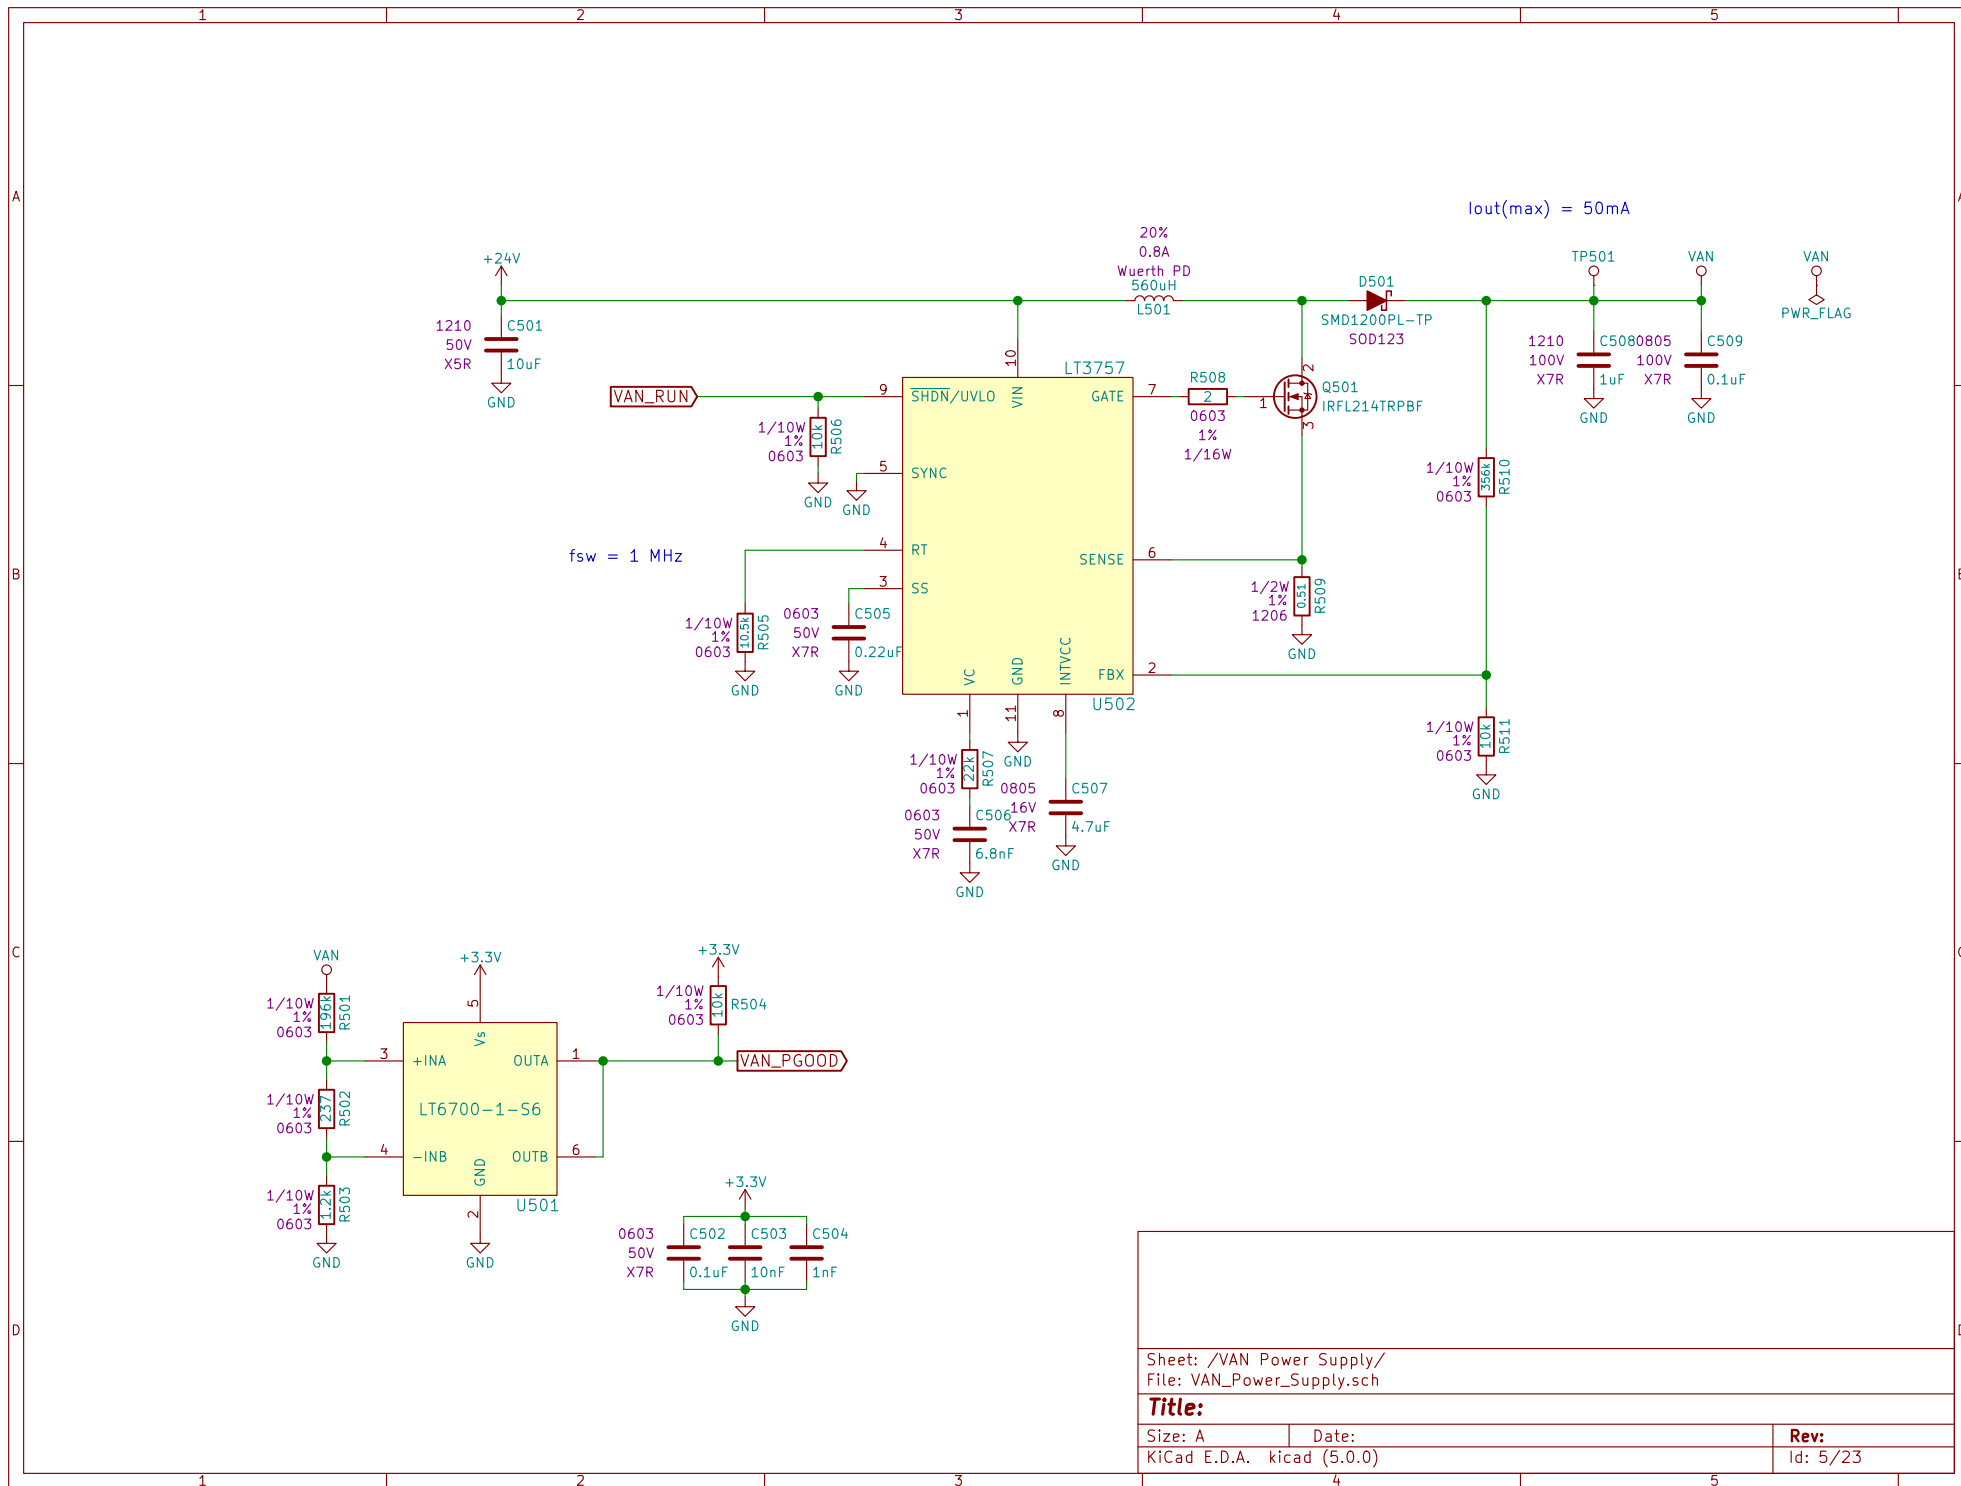 1 2 3 4 5
A
B
C
D
Iout(max) = 50mA
+24V
1210
50V
X5R
C501
10uF
GND
VAN_RUN
1/10W
1%
0603
10k
R506
GND
GND
fsw = 1 MHz
1/10W
1%
0603
10.5k
R505
GND
0603
50V
X7R
C505
0.22uF
GND
LT3757
9 SHDN/UVLO
5 SYNC
4 RT
3 SS
10 VIN
GATE 7
SENSE 6
FBX 2
VC 1
GND 11
INTVCC 8
U502
20%
0.8A
Wuerth PD
560uH
L501
D501
SMD1200PL-TP
SOD123
R508
2
0603
1%
1/16W
1
2
3
Q501
IRFL214TRPBF
1/2W
1%
1206
0.51
R509
GND
TP501
VAN
VAN
PWR_FLAG
1210
100V
X7R
C508
1uF
GND
0805
100V
X7R
C509
0.1uF
GND
1/10W
1%
0603
356k
R510
1/10W
1%
0603
10k
R511
GND
1/10W
1%
0603
22k
R507
0603
50V
X7R
C506
6.8nF
GND
GND
0805
16V
X7R
C507
4.7uF
GND
VAN
1/10W
1%
0603
196k
R501
1/10W
1%
0603
237
R502
1/10W
1%
0603
1.2k
R503
GND
+3.3V
5
Vs
3 +INA
4 -INB
LT6700-1-S6
OUTA 1
OUTB 6
GND
2
U501
GND
+3.3V
1/10W
1%
0603
10k
R504
VAN_PGOOD
+3.3V
0603
50V
X7R
C502
0.1uF
C503
10nF
C504
1nF
GND
Sheet: /VAN Power Supply/
File: VAN_Power_Supply.sch
Title:
Size: A Date: Rev:
KiCad E.D.A. kicad (5.0.0) Id: 5/23
1 2 3 4 5